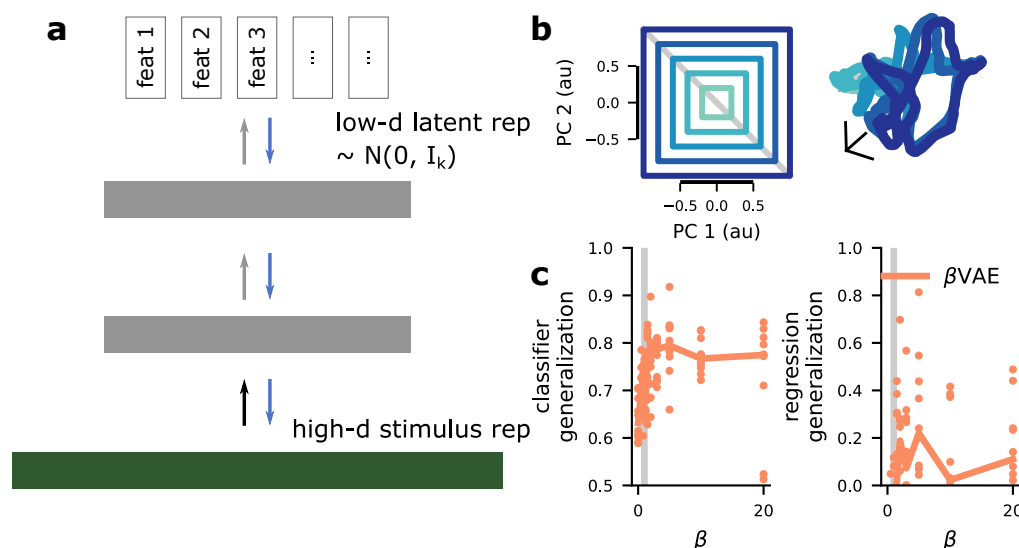 a
feat 1
feat 2
feat 3
...
...
low-d latent rep
~ N(0, I_k)
high-d stimulus rep
b
PC 2 (au)
0.5
0.0
−0.5
−0.5
0.0
0.5
PC 1 (au)
c
classifier
generalization
1.0
0.9
0.8
0.7
0.6
0.5
0
20
β
regression
generalization
1.0
0.8
0.6
0.4
0.2
0.0
βVAE
0
20
β